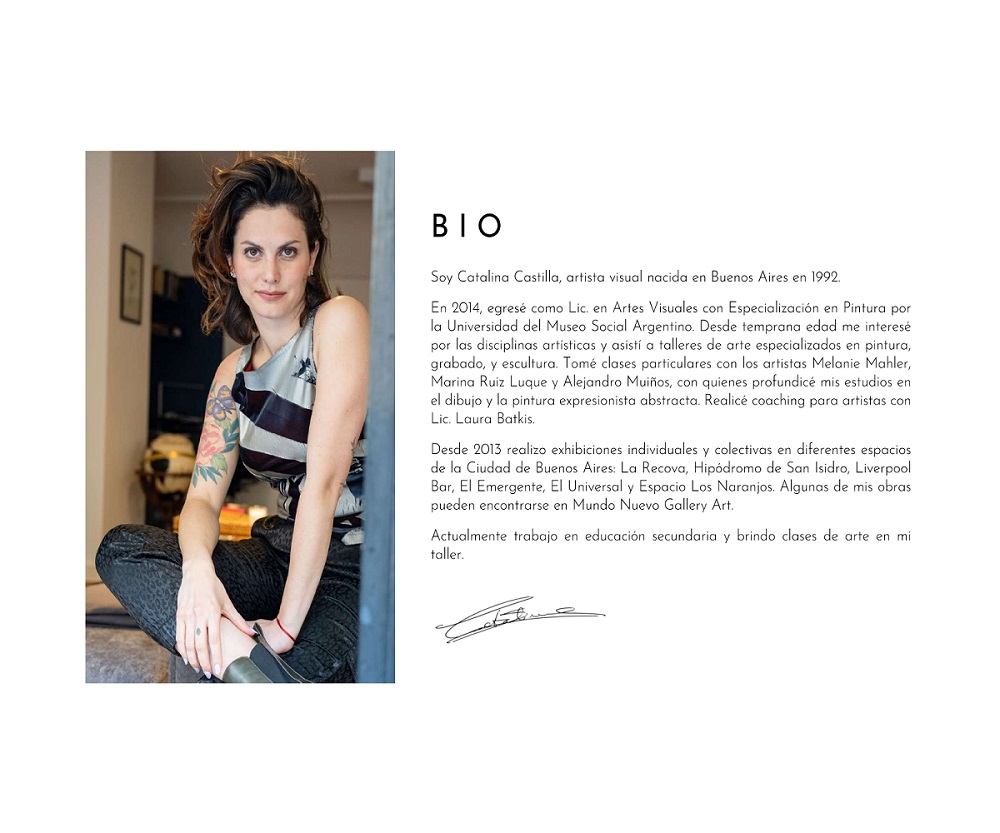 BIO
Soy Catalina Castilla, artista visual nacida en Buenos Aires en 1992.
En 2014, egresé como Lic. en Artes Visuales con Especialización en Pintura por
la Universidad del Museo Social Argentino. Desde temprana edad me interesé
por las disciplinas artísticas y asistí a talleres de arte especializados en pintura,
grabado, y escultura. Tomé clases particulares con los artistas Melanie Mahler,
Marina Ruiz Luque y Alejandro Muiños, con quienes profundicé mis estudios en
el dibujo y la pintura expresionista abstracta. Realicé coaching para artistas con
Lic. Laura Batkis.
Desde 2013 realizo exhibiciones individuales y colectivas en diferentes espacios
de la Ciudad de Buenos Aires: La Recova, Hipódromo de San Isidro, Liverpool
Bar, El Emergente, El Universal y Espacio Los Naranjos. Algunas de mis obras
pueden encontrarse en Mundo Nuevo Gallery Art.
Actualmente trabajo en educación secundaria y brindo clases de arte en mi
taller.